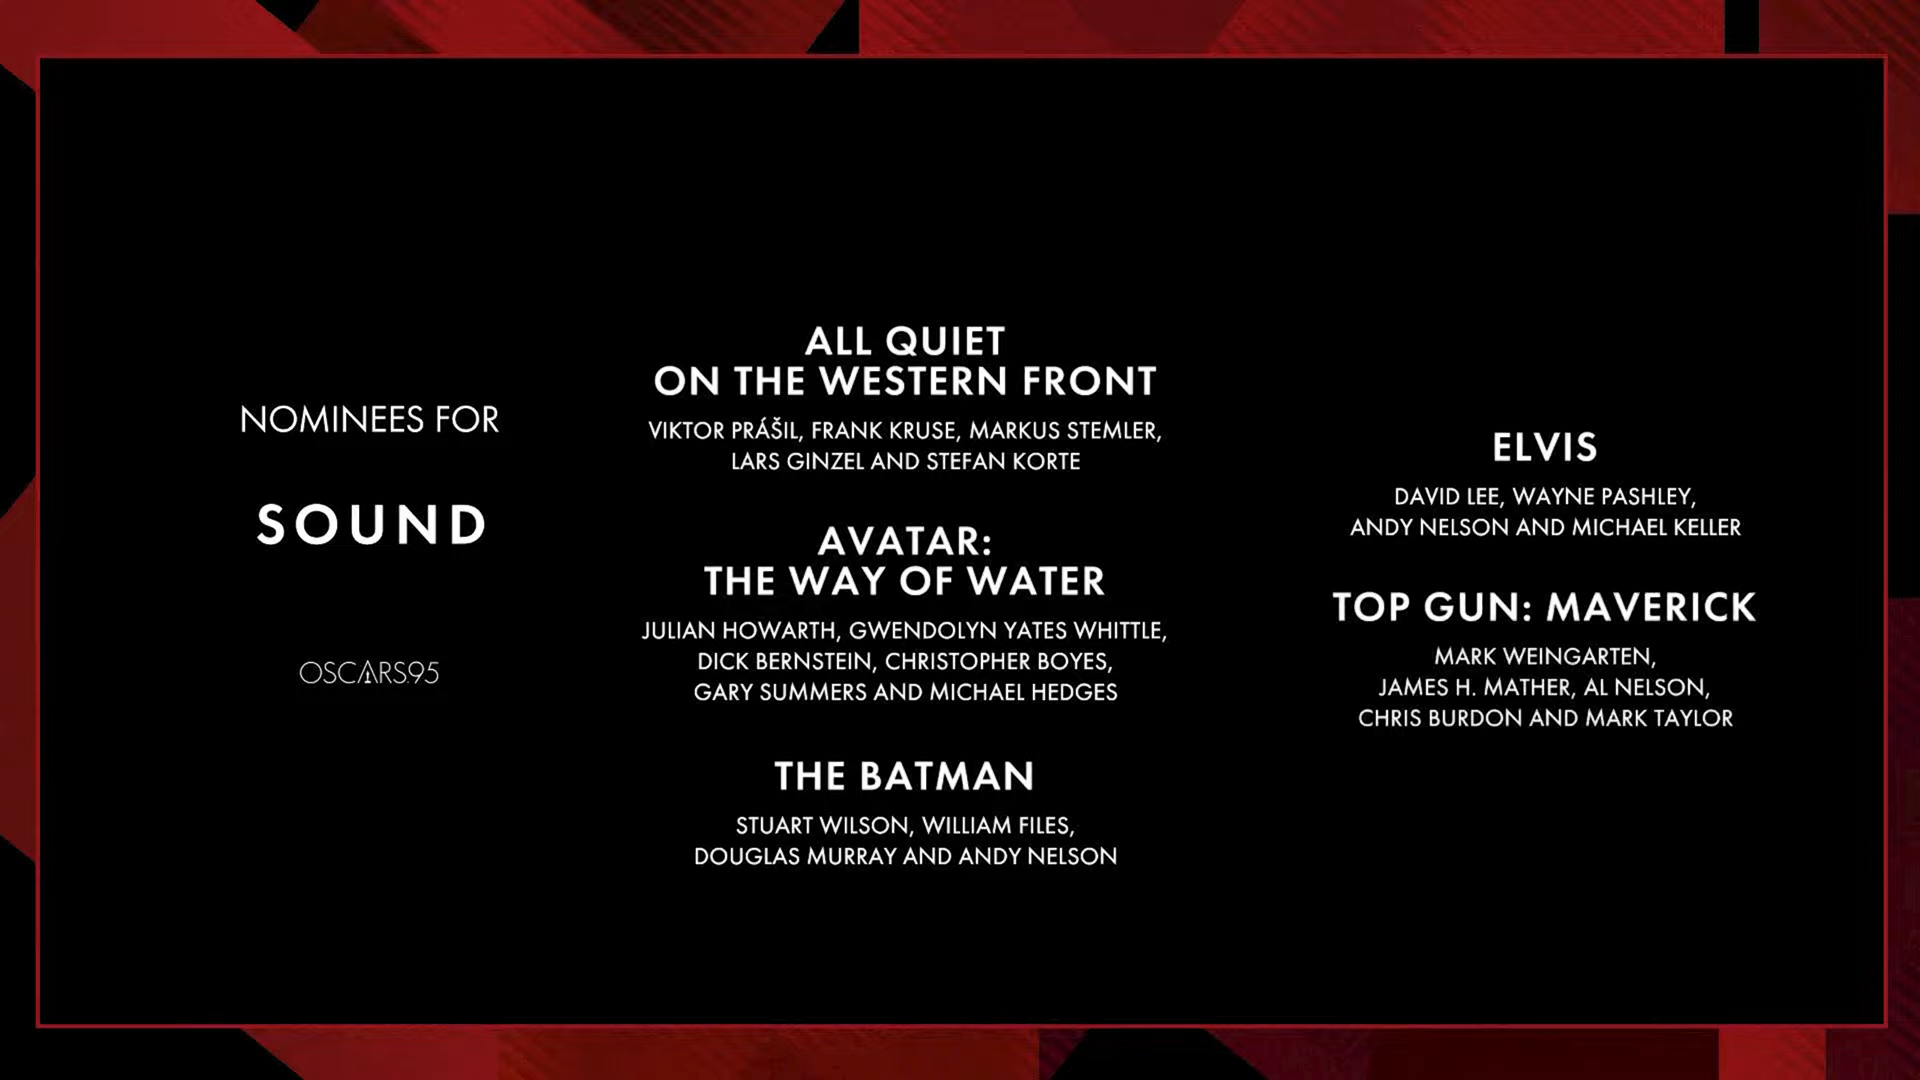 NOMINEES FOR
SOUND
OSCARS95
ALL QUIET
ON THE WESTERN FRONT
VIKTOR PRÁŠIL, FRANK KRUSE, MARKUS STEMLER,
LARS GINZEL AND STEFAN KORTE
AVATAR:
THE WAY OF WATER
JULIAN HOWARTH, GWENDOLYN YATES WHITTLE,
DICK BERNSTEIN, CHRISTOPHER BOYES,
GARY SUMMERS AND MICHAEL HEDGES
THE BATMAN
STUART WILSON, WILLIAM FILES,
DOUGLAS MURRAY AND ANDY NELSON
ELVIS
DAVID LEE, WAYNE PASHLEY,
ANDY NELSON AND MICHAEL KELLER
TOP GUN: MAVERICK
MARK WEINGARTEN,
JAMES H. MATHER, AL NELSON,
CHRIS BURDON AND MARK TAYLOR